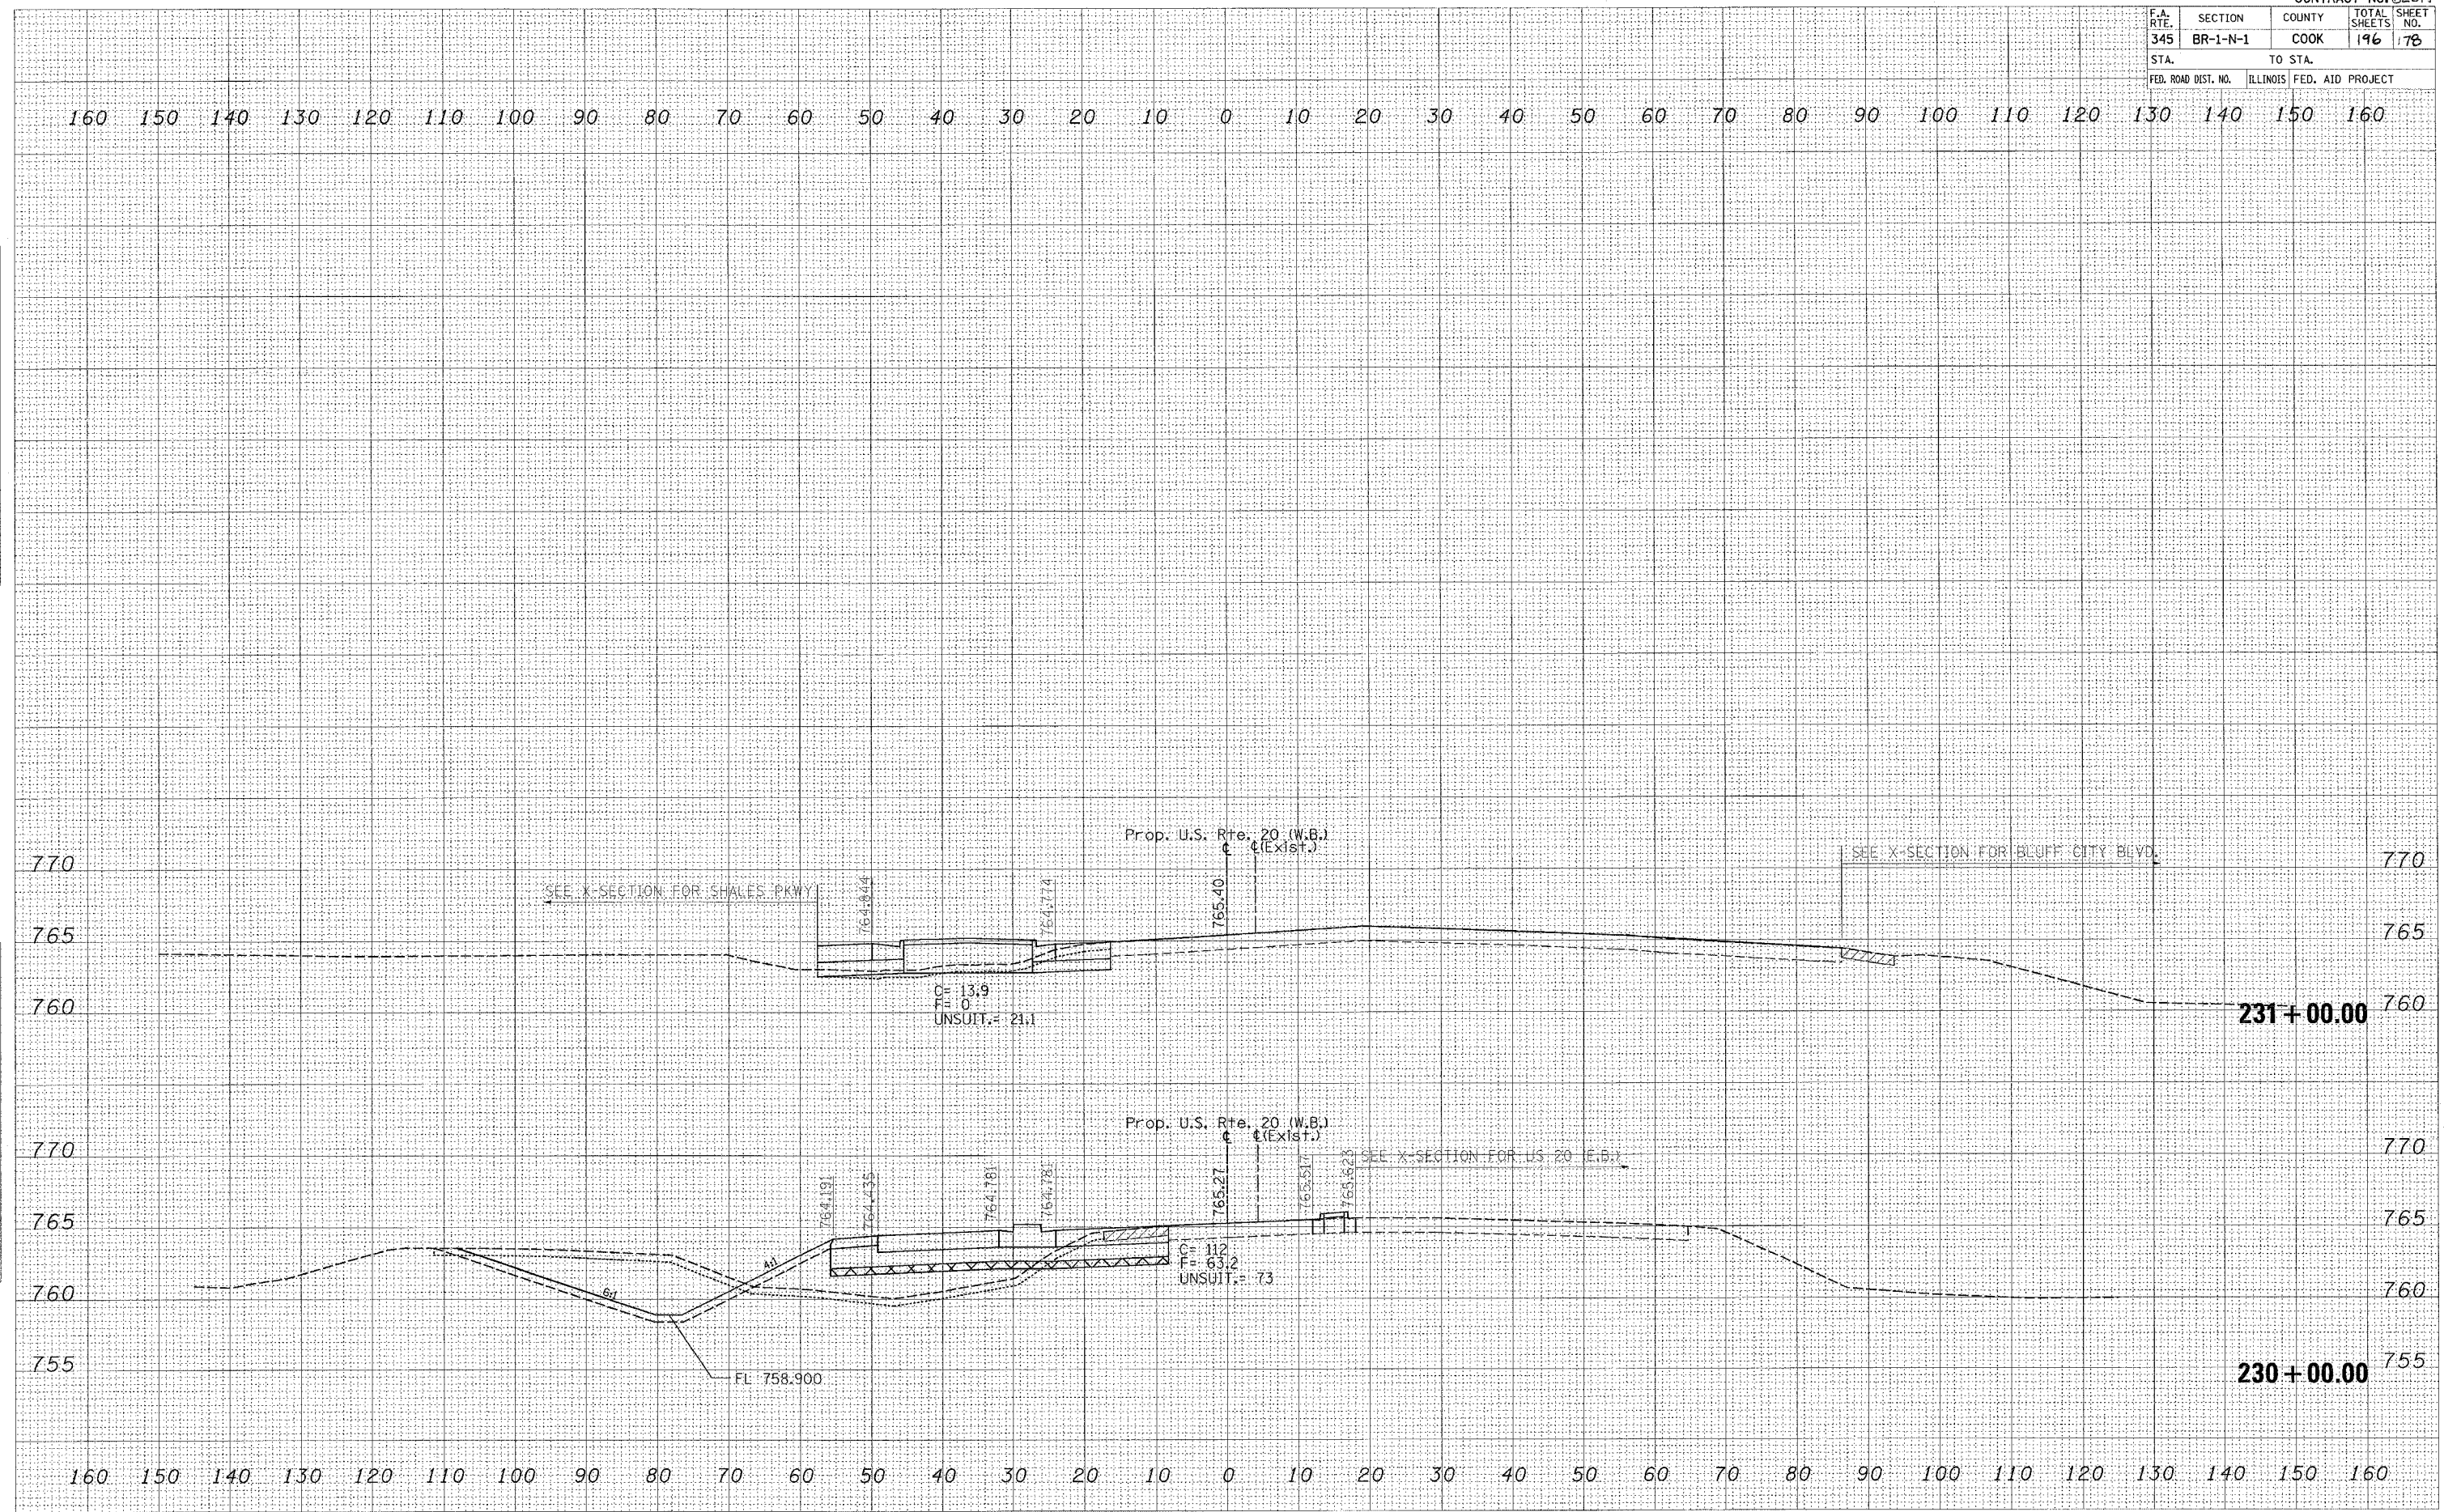 F.A. RTE. SECTION COUNTY TOTAL SHEETS SHEET NO.
345 BR-1-N-1 COOK 196 178
STA. TO STA.
FED. ROAD DIST. NO. ILLINOIS FED. AID PROJECT
160 150 140 130 120 110 100 90 80 70 60 50 40 30 20 10 0 10 20 30 40 50 60 70 80 90 100 110 120 130 140 150 160
Prop. U.S. Rte. 20 (W.B.)
℄ ℄(Exist.)
770 SEE X-SECTION FOR BLUFF CITY BLVD. 770
SEE X-SECTION FOR SHALES PKWY 764.844 764.774 765.40
765 765
C= 13.9
F= 0
UNSUIT.= 21.1
760 760
231+00.00
Prop. U.S. Rte. 20 (W.B.)
℄ ℄(Exist.)
770 SEE X-SECTION FOR US 20 (E.B.) 770
764.191 764.435 764.781 764.781 765.27 765.517 765.623
765 765
4:1
C= 112
F= 63.2
UNSUIT.= 73
760 6:1 760
755 755
FL 758.900
230+00.00
160 150 140 130 120 110 100 90 80 70 60 50 40 30 20 10 0 10 20 30 40 50 60 70 80 90 100 110 120 130 140 150 160